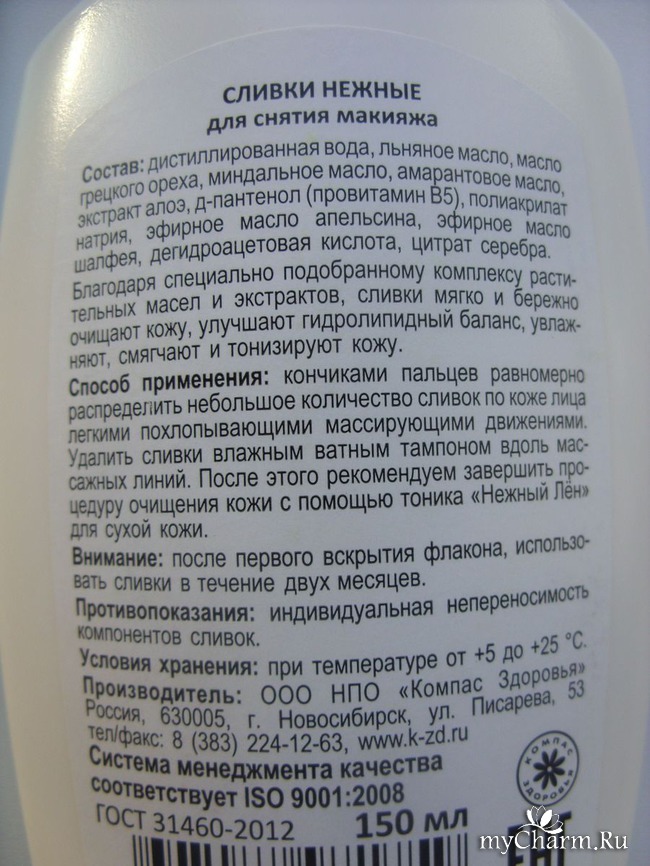 СЛИВКИ НЕЖНЫЕ
для снятия макияжа
Состав: дистиллированная вода, льняное масло, масло
грецкого ореха, миндальное масло, амарантовое масло,
экстракт алоэ, д-пантенол (провитамин В5), полиакрилат
натрия, эфирное масло апельсина, эфирное масло
шалфея, дегидроацетовая кислота, цитрат серебра.
Благодаря специально подобранному комплексу расти-
тельных масел и экстрактов, сливки мягко и бережно
очищают кожу, улучшают гидролипидный баланс, увлаж-
няют, смягчают и тонизируют кожу.
Способ применения: кончиками пальцев равномерно
распределить небольшое количество сливок по коже лица
легкими похлопывающими массирующими движениями.
Удалить сливки влажным ватным тампоном вдоль мас-
сажных линий. После этого рекомендуем завершить про-
цедуру очищения кожи с помощью тоника «Нежный Лён»
для сухой кожи.
Внимание: после первого вскрытия флакона, использо-
вать сливки в течение двух месяцев.
Противопоказания: индивидуальная непереносимость
компонентов сливок.
Условия хранения: при температуре от +5 до +25 °С.
Производитель: ООО НПО «Компас Здоровья»
Россия, 630005, г. Новосибирск, ул. Писарева, 53
тел/факс: 8 (383) 224-12-63, www.k-zd.ru
Система менеджмента качества
соответствует ISO 9001:2008
КОМПАС ЗДОРОВЬЯ
ГОСТ 31460-2012 150 мл
myCharm.Ru